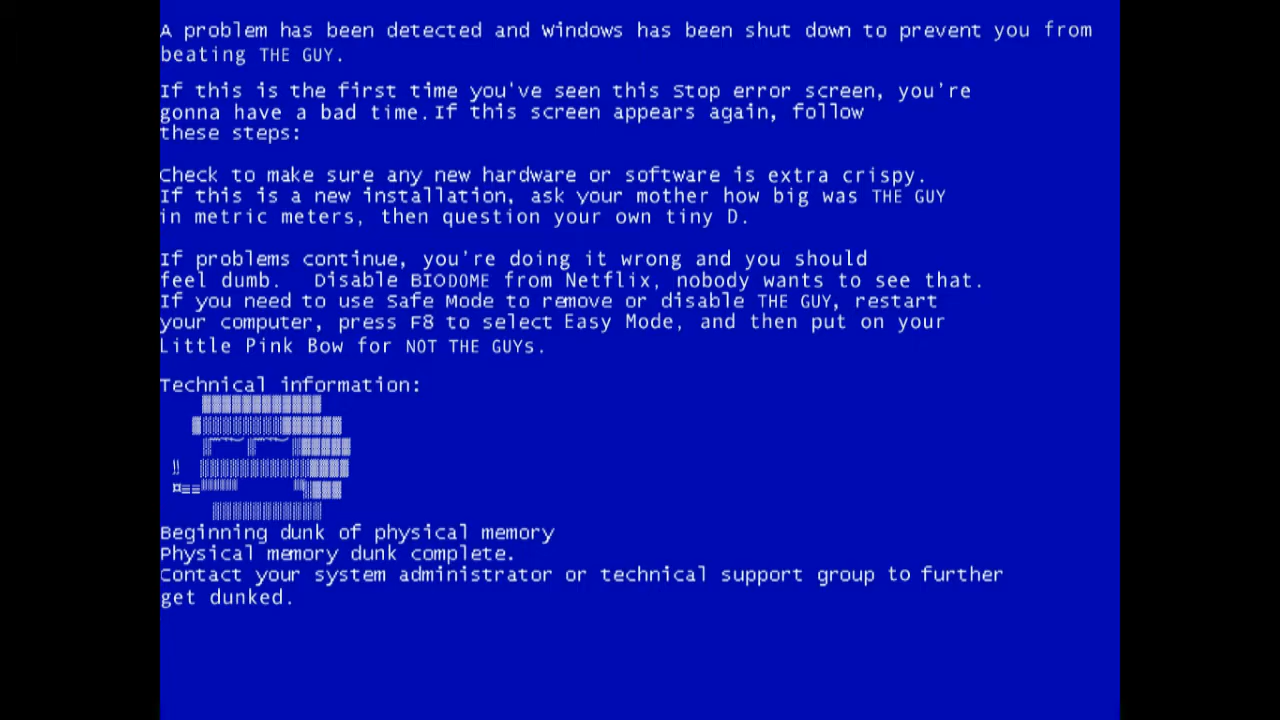 A problem has been detected and Windows has been shut down to prevent you from
beating THE GUY.
If this is the first time you've seen this Stop error screen, you're
gonna have a bad time. If this screen appears again, follow
these steps:
Check to make sure any new hardware or software is extra crispy.
If this is a new installation, ask your mother how big was THE GUY
in metric meters, then question your own tiny D.
If problems continue, you're doing it wrong and you should
feel dumb. Disable BIODOME from Netflix, nobody wants to see that.
If you need to use Safe Mode to remove or disable THE GUY, restart
your computer, press F8 to select Easy Mode, and then put on your
Little Pink Bow for NOT THE GUYs.
Technical information:
Beginning dunk of physical memory
Physical memory dunk complete.
Contact your system administrator or technical support group to further
get dunked.